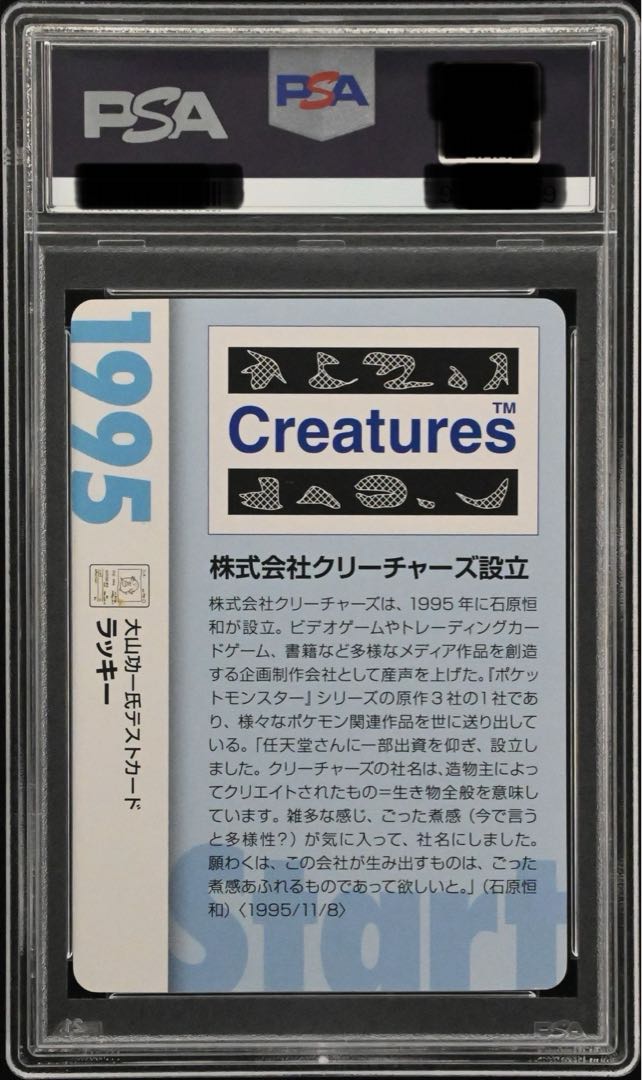 PSA
PSA
1995
大山功一氏テストカード
ラッキー
Creatures™
株式会社クリーチャーズ設立
株式会社クリーチャーズは、1995年に石原恒
和が設立。ビデオゲームやトレーディングカー
ドゲーム、書籍など多様なメディア作品を創造
する企画制作会社として産声を上げた。『ポケッ
トモンスター』シリーズの原作3社の1社であ
り、様々なポケモン関連作品を世に送り出して
いる。「任天堂さんに一部出資を仰ぎ、設立し
ました。クリーチャーズの社名は、造物主によっ
てクリエイトされたもの＝生き物全般を意味し
ています。雑多な感じ、ごった煮感（今で言う
と多様性？）が気に入って、社名にしました。
願わくは、この会社が生み出すものは、ごった
煮感あふれるものであって欲しいと。」（石原恒
和）〈1995/11/8〉
Start
PSA